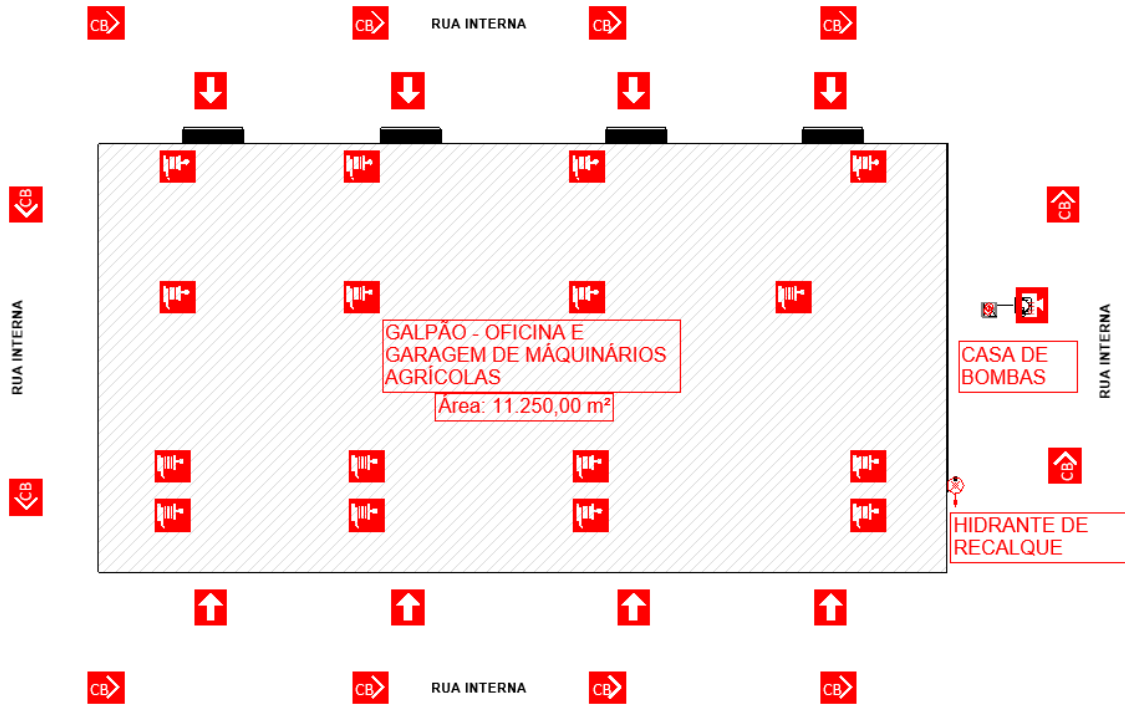 CB
CB
RUA INTERNA
CB
CB
CB
CB
RUA INTERNA
GALPÃO - OFICINA E
GARAGEM DE MÁQUINÁRIOS
AGRÍCOLAS
Área: 11.250,00 m²
CASA DE
BOMBAS
RUA INTERNA
CB
CB
HIDRANTE DE
RECALQUE
CB
CB
RUA INTERNA
CB
CB